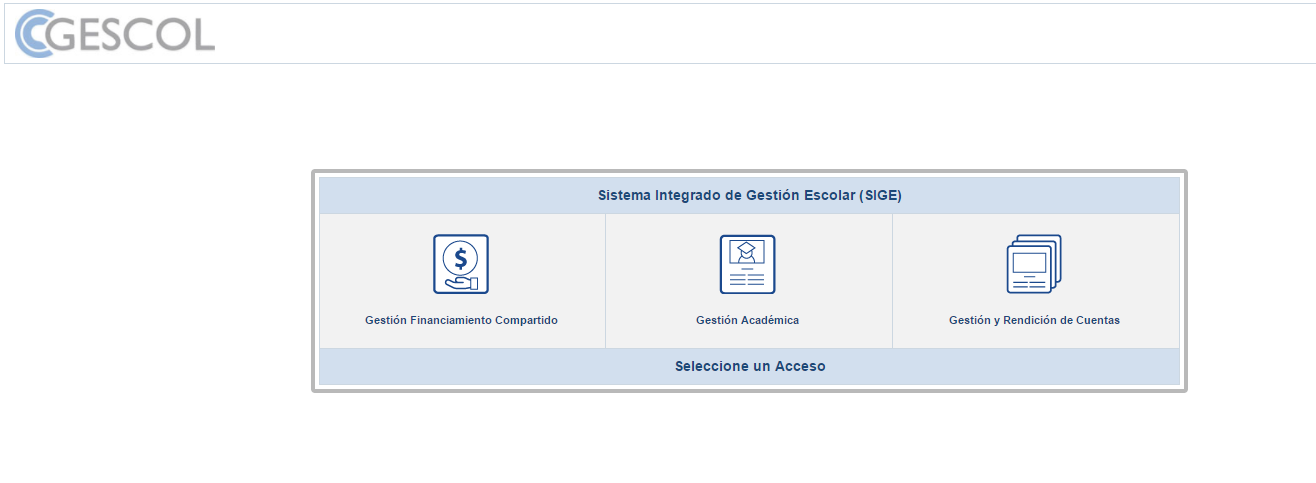 GESCOL
Sistema Integrado de Gestión Escolar (SIGE)
$
Gestión Financiamiento Compartido
Gestión Académica
Gestión y Rendición de Cuentas
Seleccione un Acceso